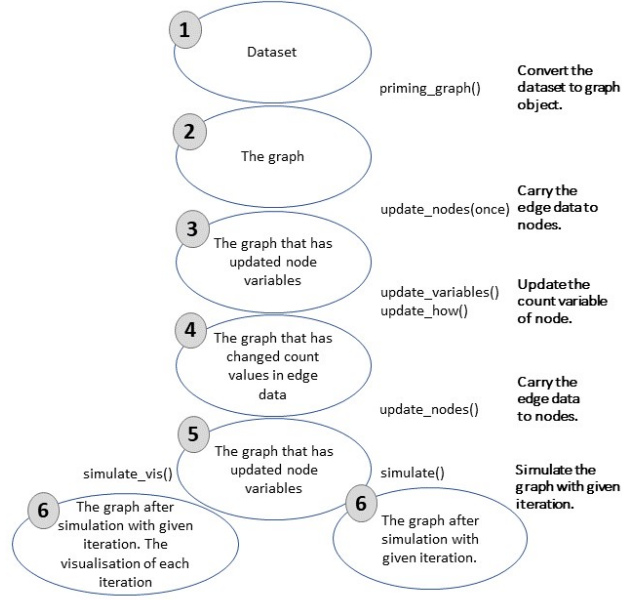 1
Dataset
priming_graph()
Convert the
dataset to graph
object.
2
The graph
update_nodes(once)
Carry the
edge data to
nodes.
3
The graph that has
updated node
variables
update_variables()
update_how()
Update the
count variable
of node.
4
The graph that has
changed count
values in edge
data
update_nodes()
Carry the
edge data
to nodes.
5
The graph that has
updated node
variables
simulate_vis()
simulate()
Simulate the
graph with given
iteration.
6
The graph after
simulation with given
iteration. The
visualisation of each
iteration
6
The graph after
simulation with
given iteration.